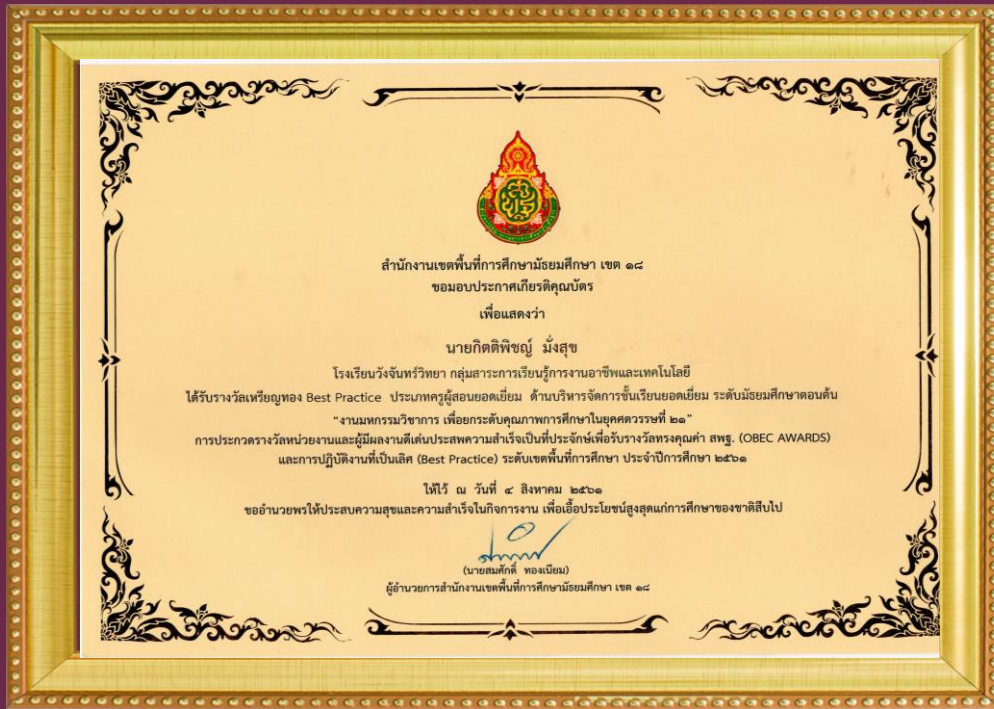 สำนักงานเขตพื้นที่การศึกษามัธยมศึกษา เขต ๑๘
ขอมอบประกาศเกียรติคุณบัตร
เพื่อแสดงว่า
นายกิตติพิชญ์ มั่งสุข
โรงเรียนวังจันทร์วิทยา กลุ่มสาระการเรียนรู้การงานอาชีพและเทคโนโลยี
ได้รับรางวัลเหรียญทอง Best Practice ประเภทครูผู้สอนยอดเยี่ยม ด้านบริหารจัดการชั้นเรียนยอดเยี่ยม ระดับมัธยมศึกษาตอนต้น
“งานมหกรรมวิชาการ เพื่อยกระดับคุณภาพการศึกษาในยุคศตวรรษที่ ๒๑”
การประกวดรางวัลหน่วยงานและผู้มีผลงานดีเด่นประสพความสำเร็จเป็นที่ประจักษ์เพื่อรับรางวัลทรงคุณค่า สพฐ. (OBEC AWARDS)
และการปฏิบัติงานที่เป็นเลิศ (Best Practice) ระดับเขตพื้นที่การศึกษา ประจำปีการศึกษา ๒๕๖๑
ให้ไว้ ณ วันที่ ๔ สิงหาคม ๒๕๖๑
ขออำนวยพรให้ประสบความสุขและความสำเร็จในกิจการงาน เพื่อเอื้อประโยชน์สูงสุดแก่การศึกษาของชาติสืบไป
(นายสมศักดิ์ ทองเนียม)
ผู้อำนวยการสำนักงานเขตพื้นที่การศึกษามัธยมศึกษา เขต ๑๘